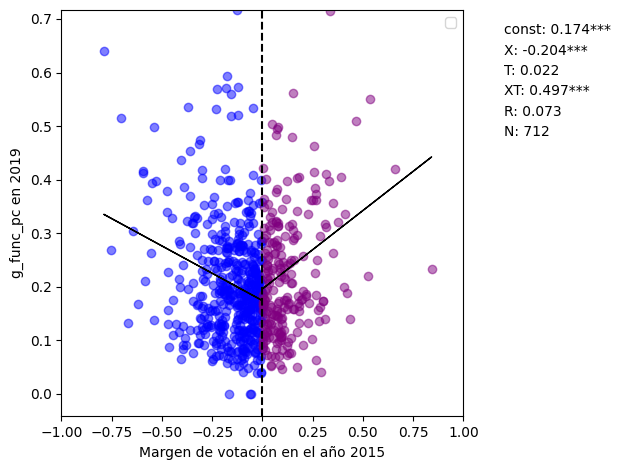 0.7
0.6
0.5
0.4
0.3
0.2
0.1
0.0
g_func_pc en 2019
−1.00 −0.75 −0.50 −0.25 0.00 0.25 0.50 0.75 1.00
Margen de votación en el año 2015
const: 0.174***
X: -0.204***
T: 0.022
XT: 0.497***
R: 0.073
N: 712